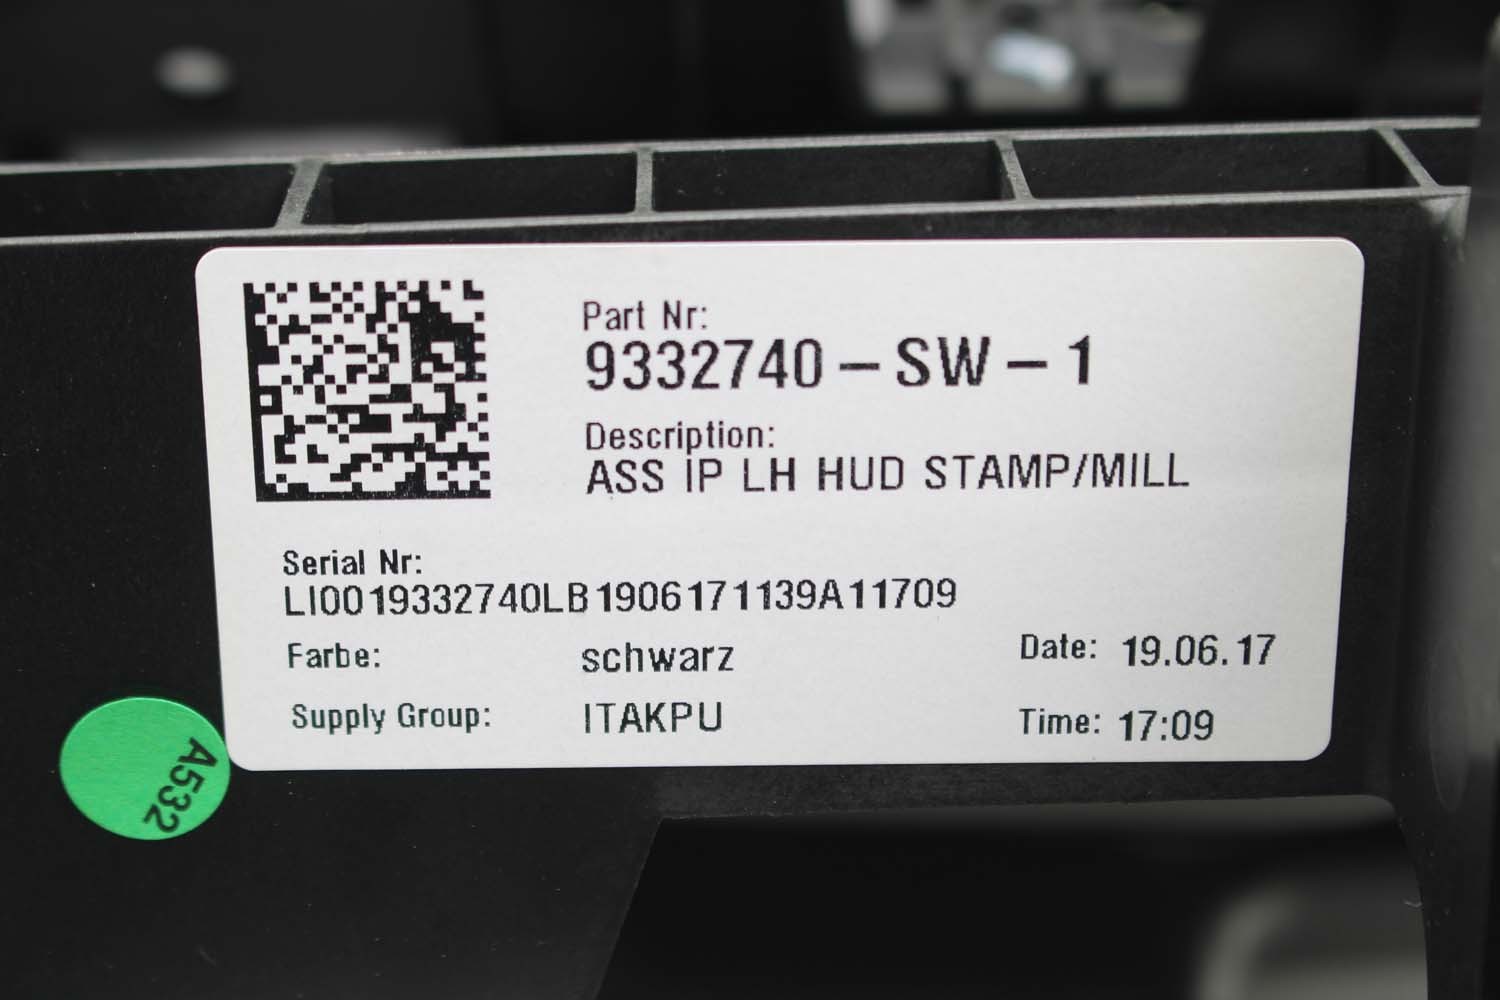 Part Nr:
9332740-SW-1
Description:
ASS IP LH HUD STAMP/MILL
Serial Nr:
LI0019332740LB1906171139A11709
Farbe: schwarz Date: 19.06.17
Supply Group: ITAKPU Time: 17:09
A532